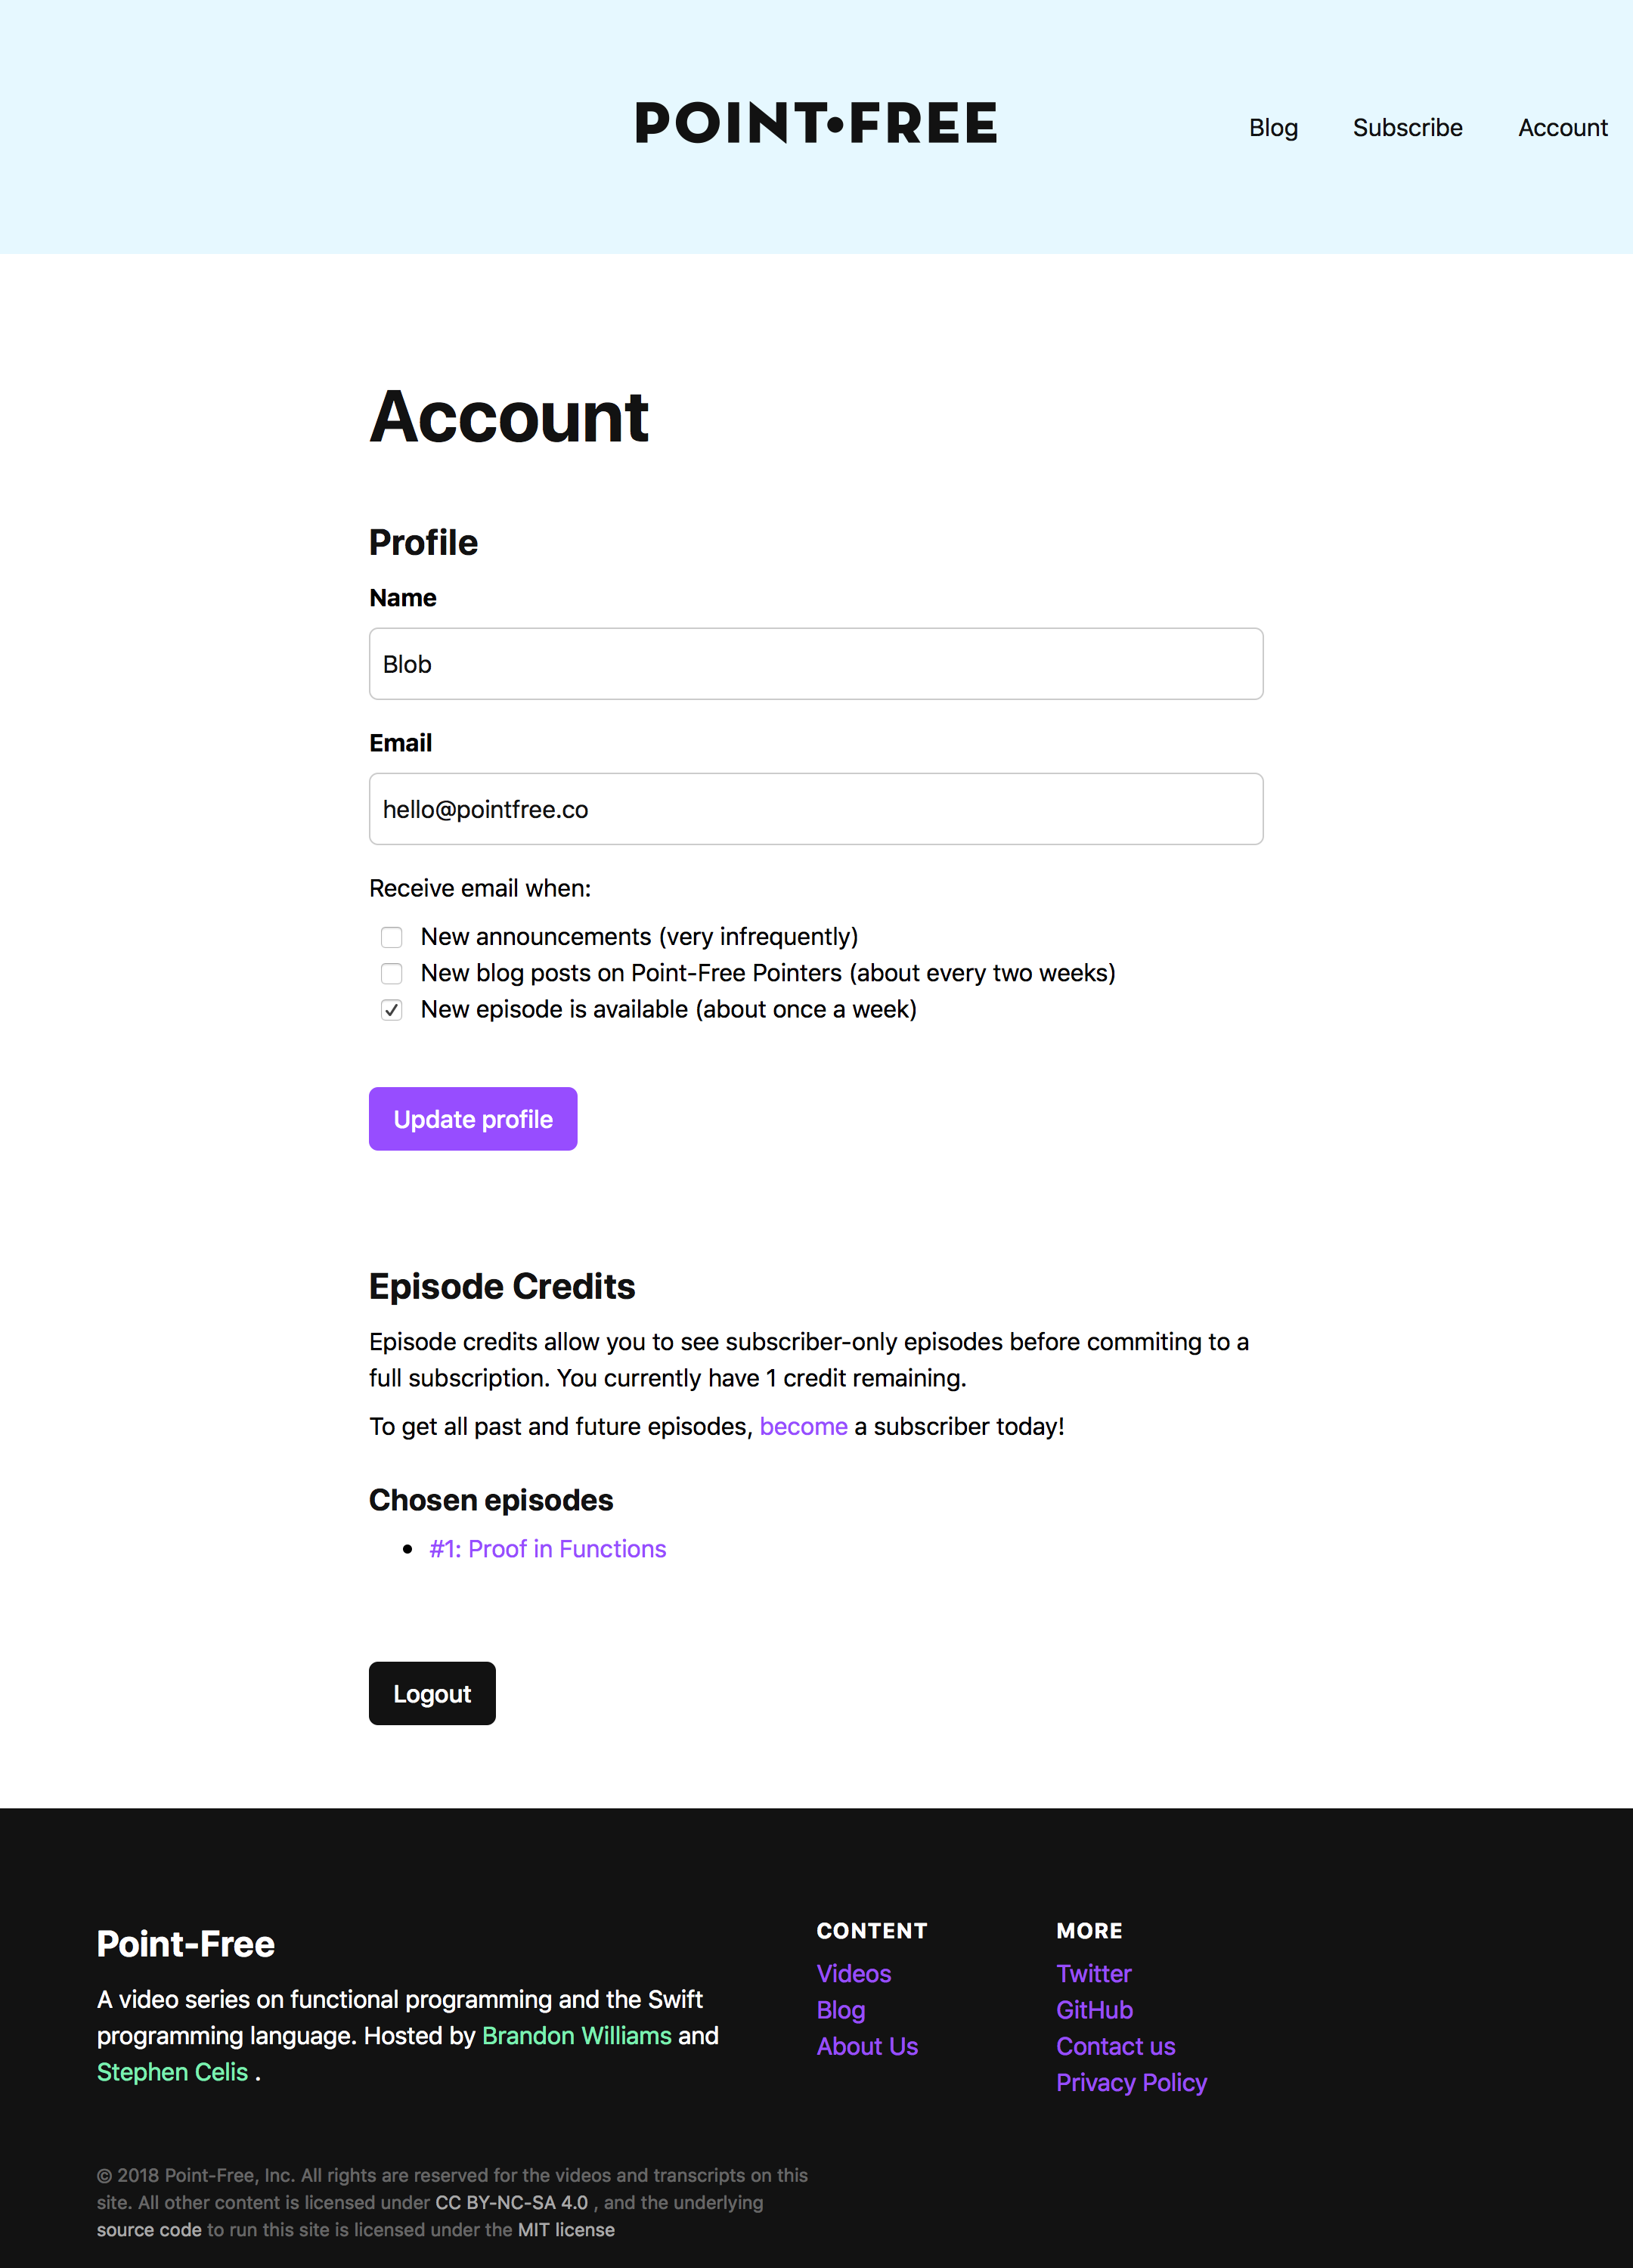 POINT•FREE
Blog Subscribe Account
Account
Profile
Name
Blob
Email
hello@pointfree.co
Receive email when:
New announcements (very infrequently)
New blog posts on Point-Free Pointers (about every two weeks)
New episode is available (about once a week)
Update profile
Episode Credits
Episode credits allow you to see subscriber-only episodes before commiting to a
full subscription. You currently have 1 credit remaining.
To get all past and future episodes, become a subscriber today!
Chosen episodes
#1: Proof in Functions
Logout
Point-Free
A video series on functional programming and the Swift
programming language. Hosted by Brandon Williams and
Stephen Celis .
CONTENT
Videos
Blog
About Us
MORE
Twitter
GitHub
Contact us
Privacy Policy
© 2018 Point-Free, Inc. All rights are reserved for the videos and transcripts on this
site. All other content is licensed under CC BY-NC-SA 4.0 , and the underlying
source code to run this site is licensed under the MIT license